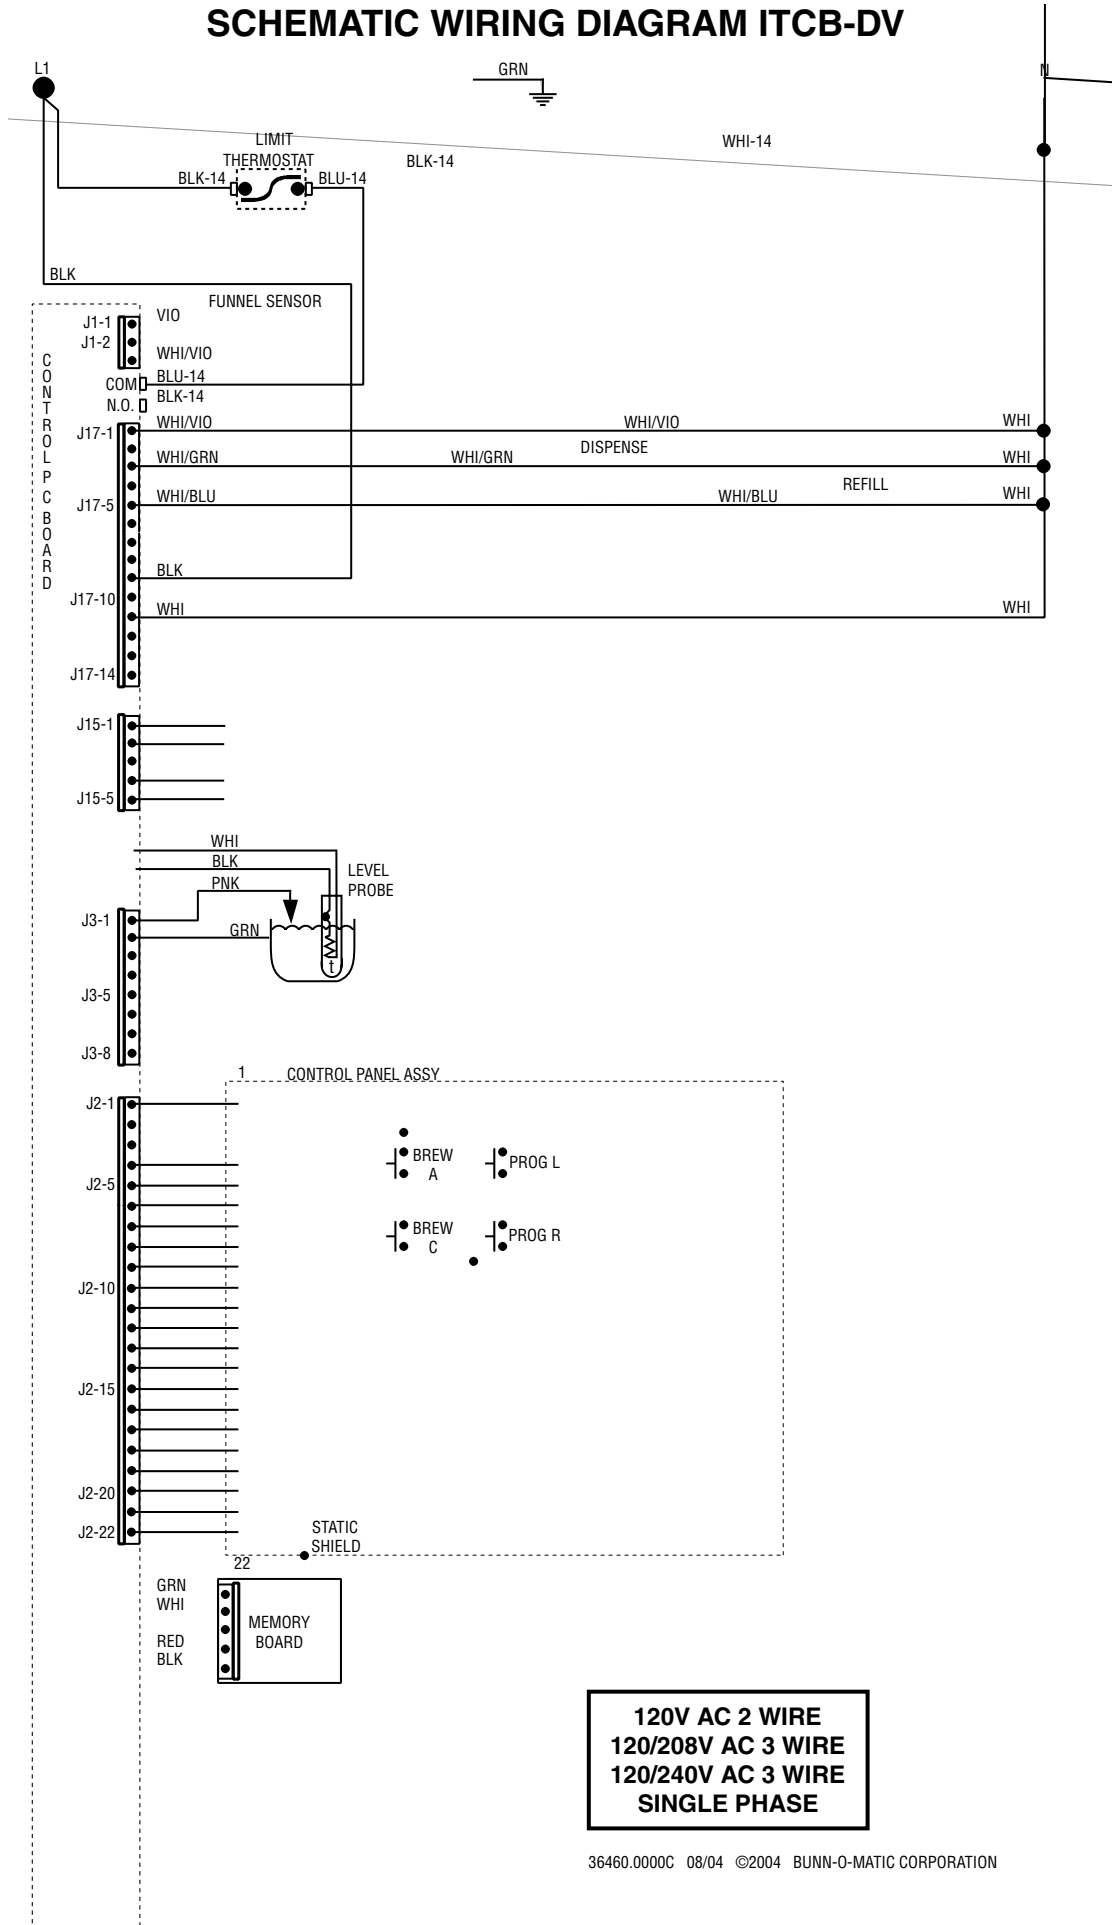 SCHEMATIC WIRING DIAGRAM ITCB-DV
L1
GRN
N
WHI-14
LIMIT
THERMOSTAT
BLK-14
BLK-14
BLU-14
BLK
FUNNEL SENSOR
CONTROL PC BOARD
J1-1
VIO
J1-2
WHI/VIO
COM
BLU-14
N.O.
BLK-14
J17-1
WHI/VIO
WHI/VIO
WHI
DISPENSE
WHI/GRN
WHI/GRN
WHI
REFILL
J17-5
WHI/BLU
WHI/BLU
WHI
BLK
J17-10
WHI
WHI
J17-14
J15-1
J15-5
WHI
BLK
PNK
LEVEL
PROBE
J3-1
GRN
t
J3-5
J3-8
1
CONTROL PANEL ASSY
J2-1
BREW
A
PROG L
J2-5
BREW
C
PROG R
J2-10
J2-15
J2-20
J2-22
STATIC
SHIELD
22
GRN
WHI
RED
BLK
MEMORY
BOARD
120V AC 2 WIRE
120/208V AC 3 WIRE
120/240V AC 3 WIRE
SINGLE PHASE
36460.0000C 08/04 ©2004 BUNN-O-MATIC CORPORATION